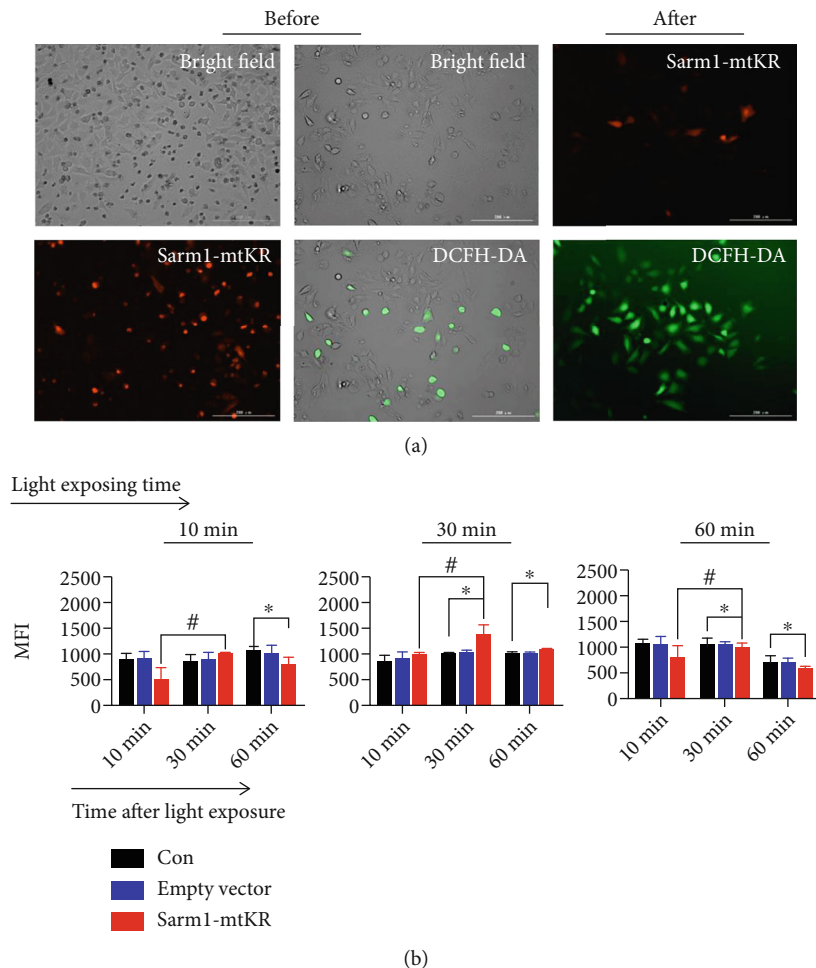 Before
After
Bright field
Bright field
Sarm1-mtKR
Sarm1-mtKR
DCFH-DA
DCFH-DA
(a)
Light exposing time
10 min
30 min
60 min
MFI
2500
2000
1500
1000
500
0
#
*
10 min
30 min
60 min
2500
2000
1500
1000
500
0
#
*
*
10 min
30 min
60 min
2500
2000
1500
1000
500
0
#
*
*
10 min
30 min
60 min
Time after light exposure
Con
Empty vector
Sarm1-mtKR
(b)